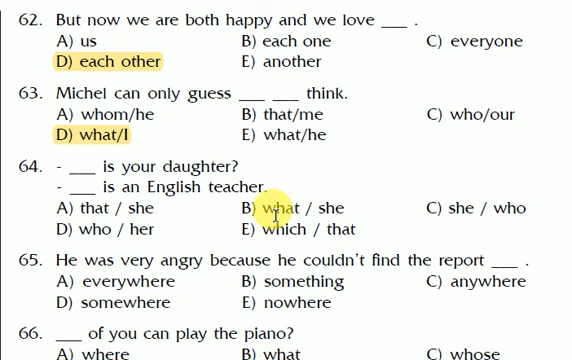 62. But now we are both happy and we love ___ .
A) us B) each one C) everyone
D) each other E) another
63. Michel can only guess ___ ___ think.
A) whom/he B) that/me C) who/our
D) what/I E) what/he
64. - ___ is your daughter?
- ___ is an English teacher.
A) that / she B) what / she C) she / who
D) who / her E) which / that
65. He was very angry because he couldn't find the report ___ .
A) everywhere B) something C) anywhere
D) somewhere E) nowhere
66. ___ of you can play the piano?
A) where B) what C) whose